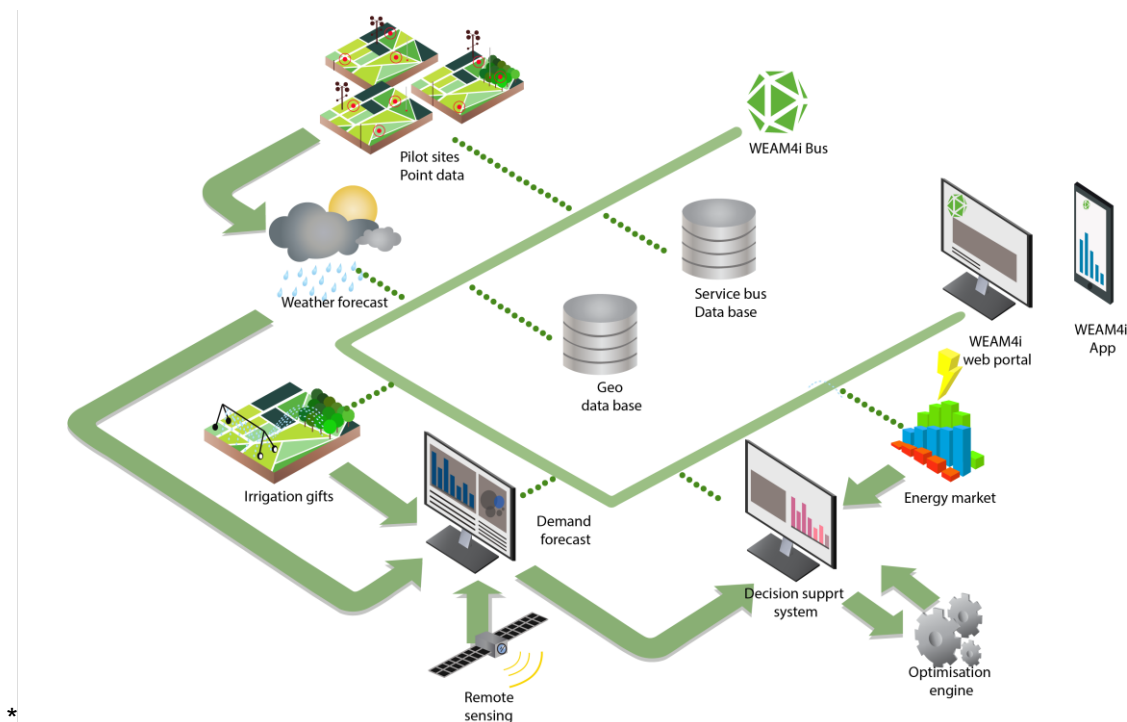 Pilot sites
Point data
WEAM4i Bus
Weather forecast
Service bus
Data base
WEAM4i
web portal
WEAM4i
App
Geo
data base
Irrigation gifts
Demand
forecast
Energy market
Decision supprt
system
Optimisation
engine
Remote
sensing
*